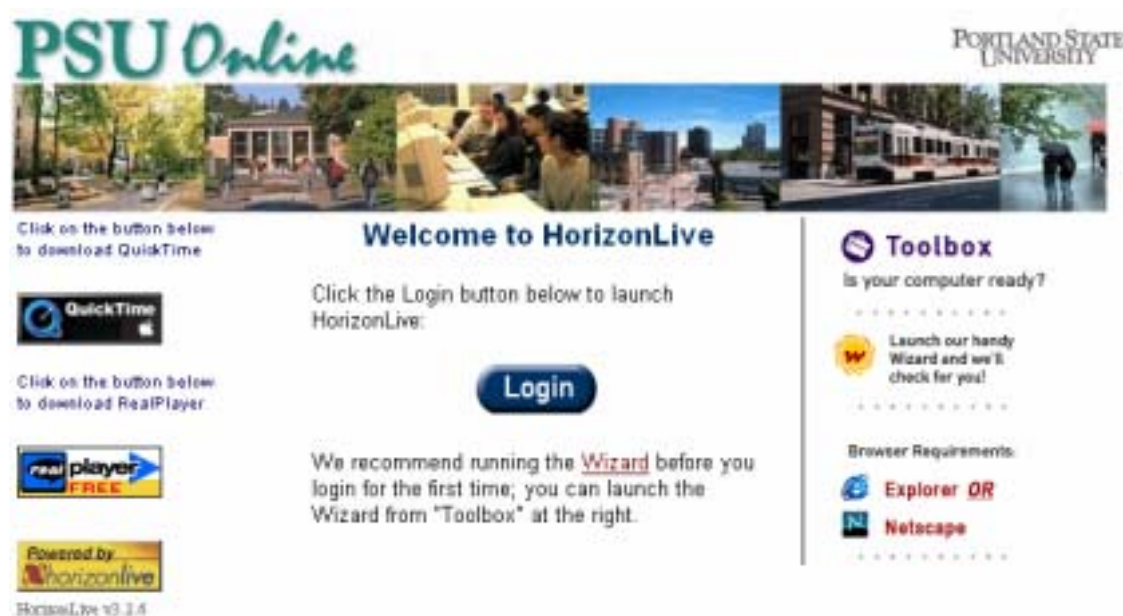 PSU Online
PORTLAND STATE
UNIVERSITY
Click on the button below
to download QuickTime
QuickTime
Click on the button below
to download RealPlayer
real player
FREE
Powered by
horizonlive
HorizonLive v3.2.6
Welcome to HorizonLive
Click the Login button below to launch
HorizonLive:
Login
We recommend running the Wizard before you
login for the first time; you can launch the
Wizard from "Toolbox" at the right.
Toolbox
Is your computer ready?
W
Launch our handy
Wizard and we'll
check for you!
Browser Requirements:
Explorer OR
N
Netscape